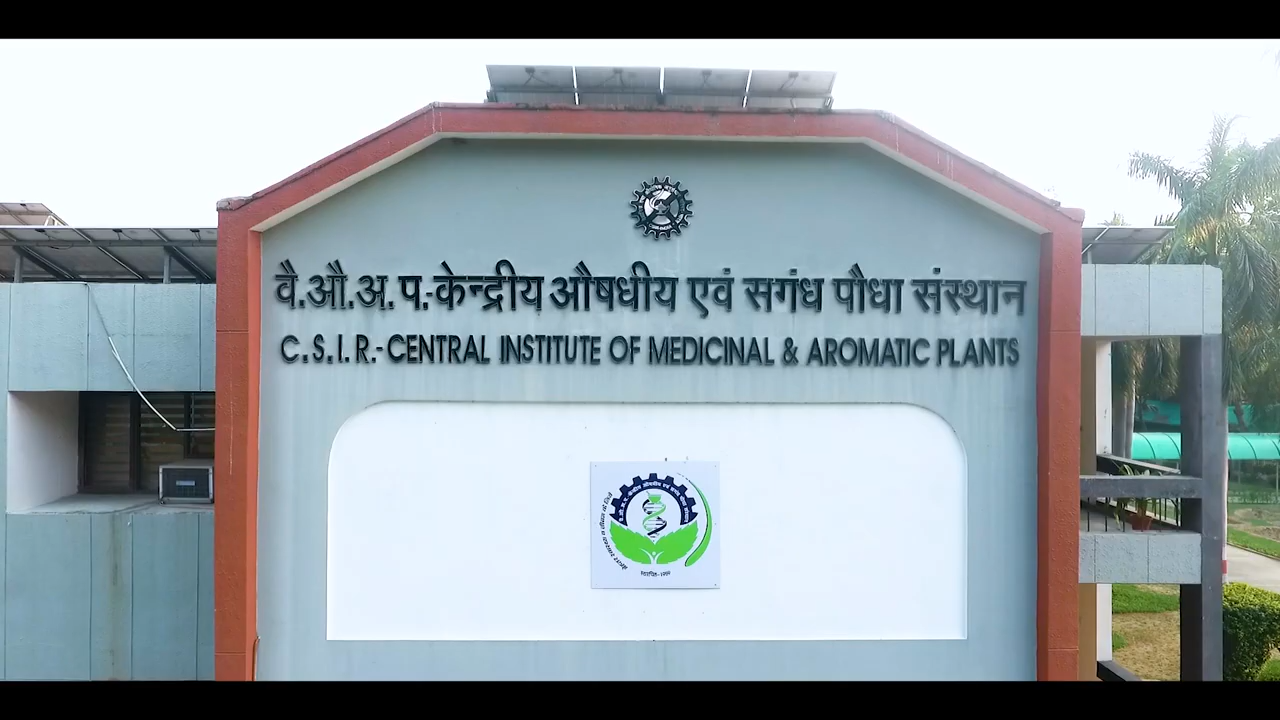 वै.औ.अ.प.-केन्द्रीय औषधीय एवं सगंध पौधा संस्थान
C.S.I.R.-CENTRAL INSTITUTE OF MEDICINAL & AROMATIC PLANTS